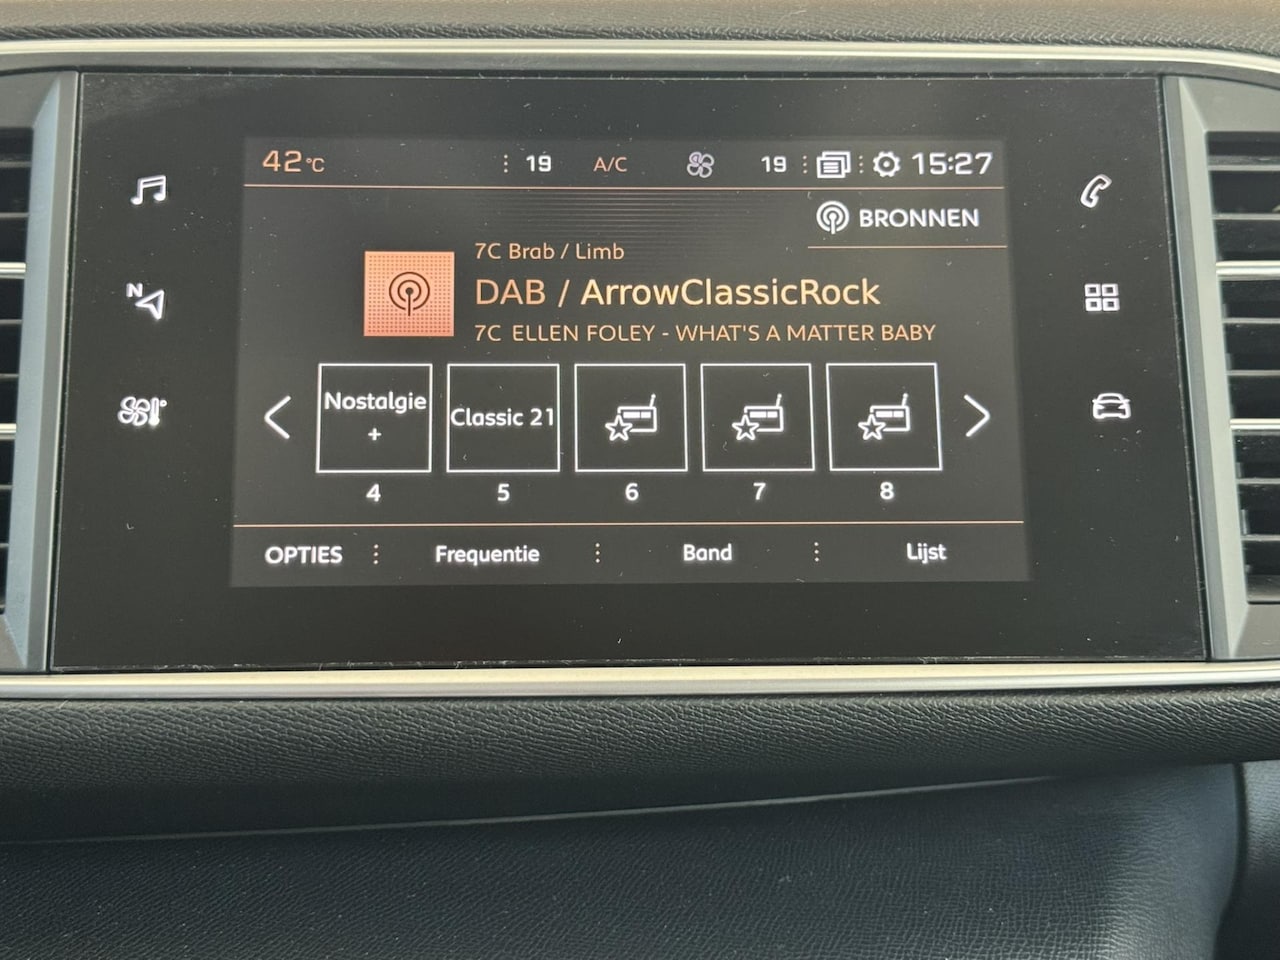 42°C 19 A/C 19 15:27
BRONNEN
7C Brab / Limb
DAB / ArrowClassicRock
7C ELLEN FOLEY - WHAT'S A MATTER BABY
N
Nostalgie
+
Classic 21
4 5 6 7 8
OPTIES Frequentie Band Lijst